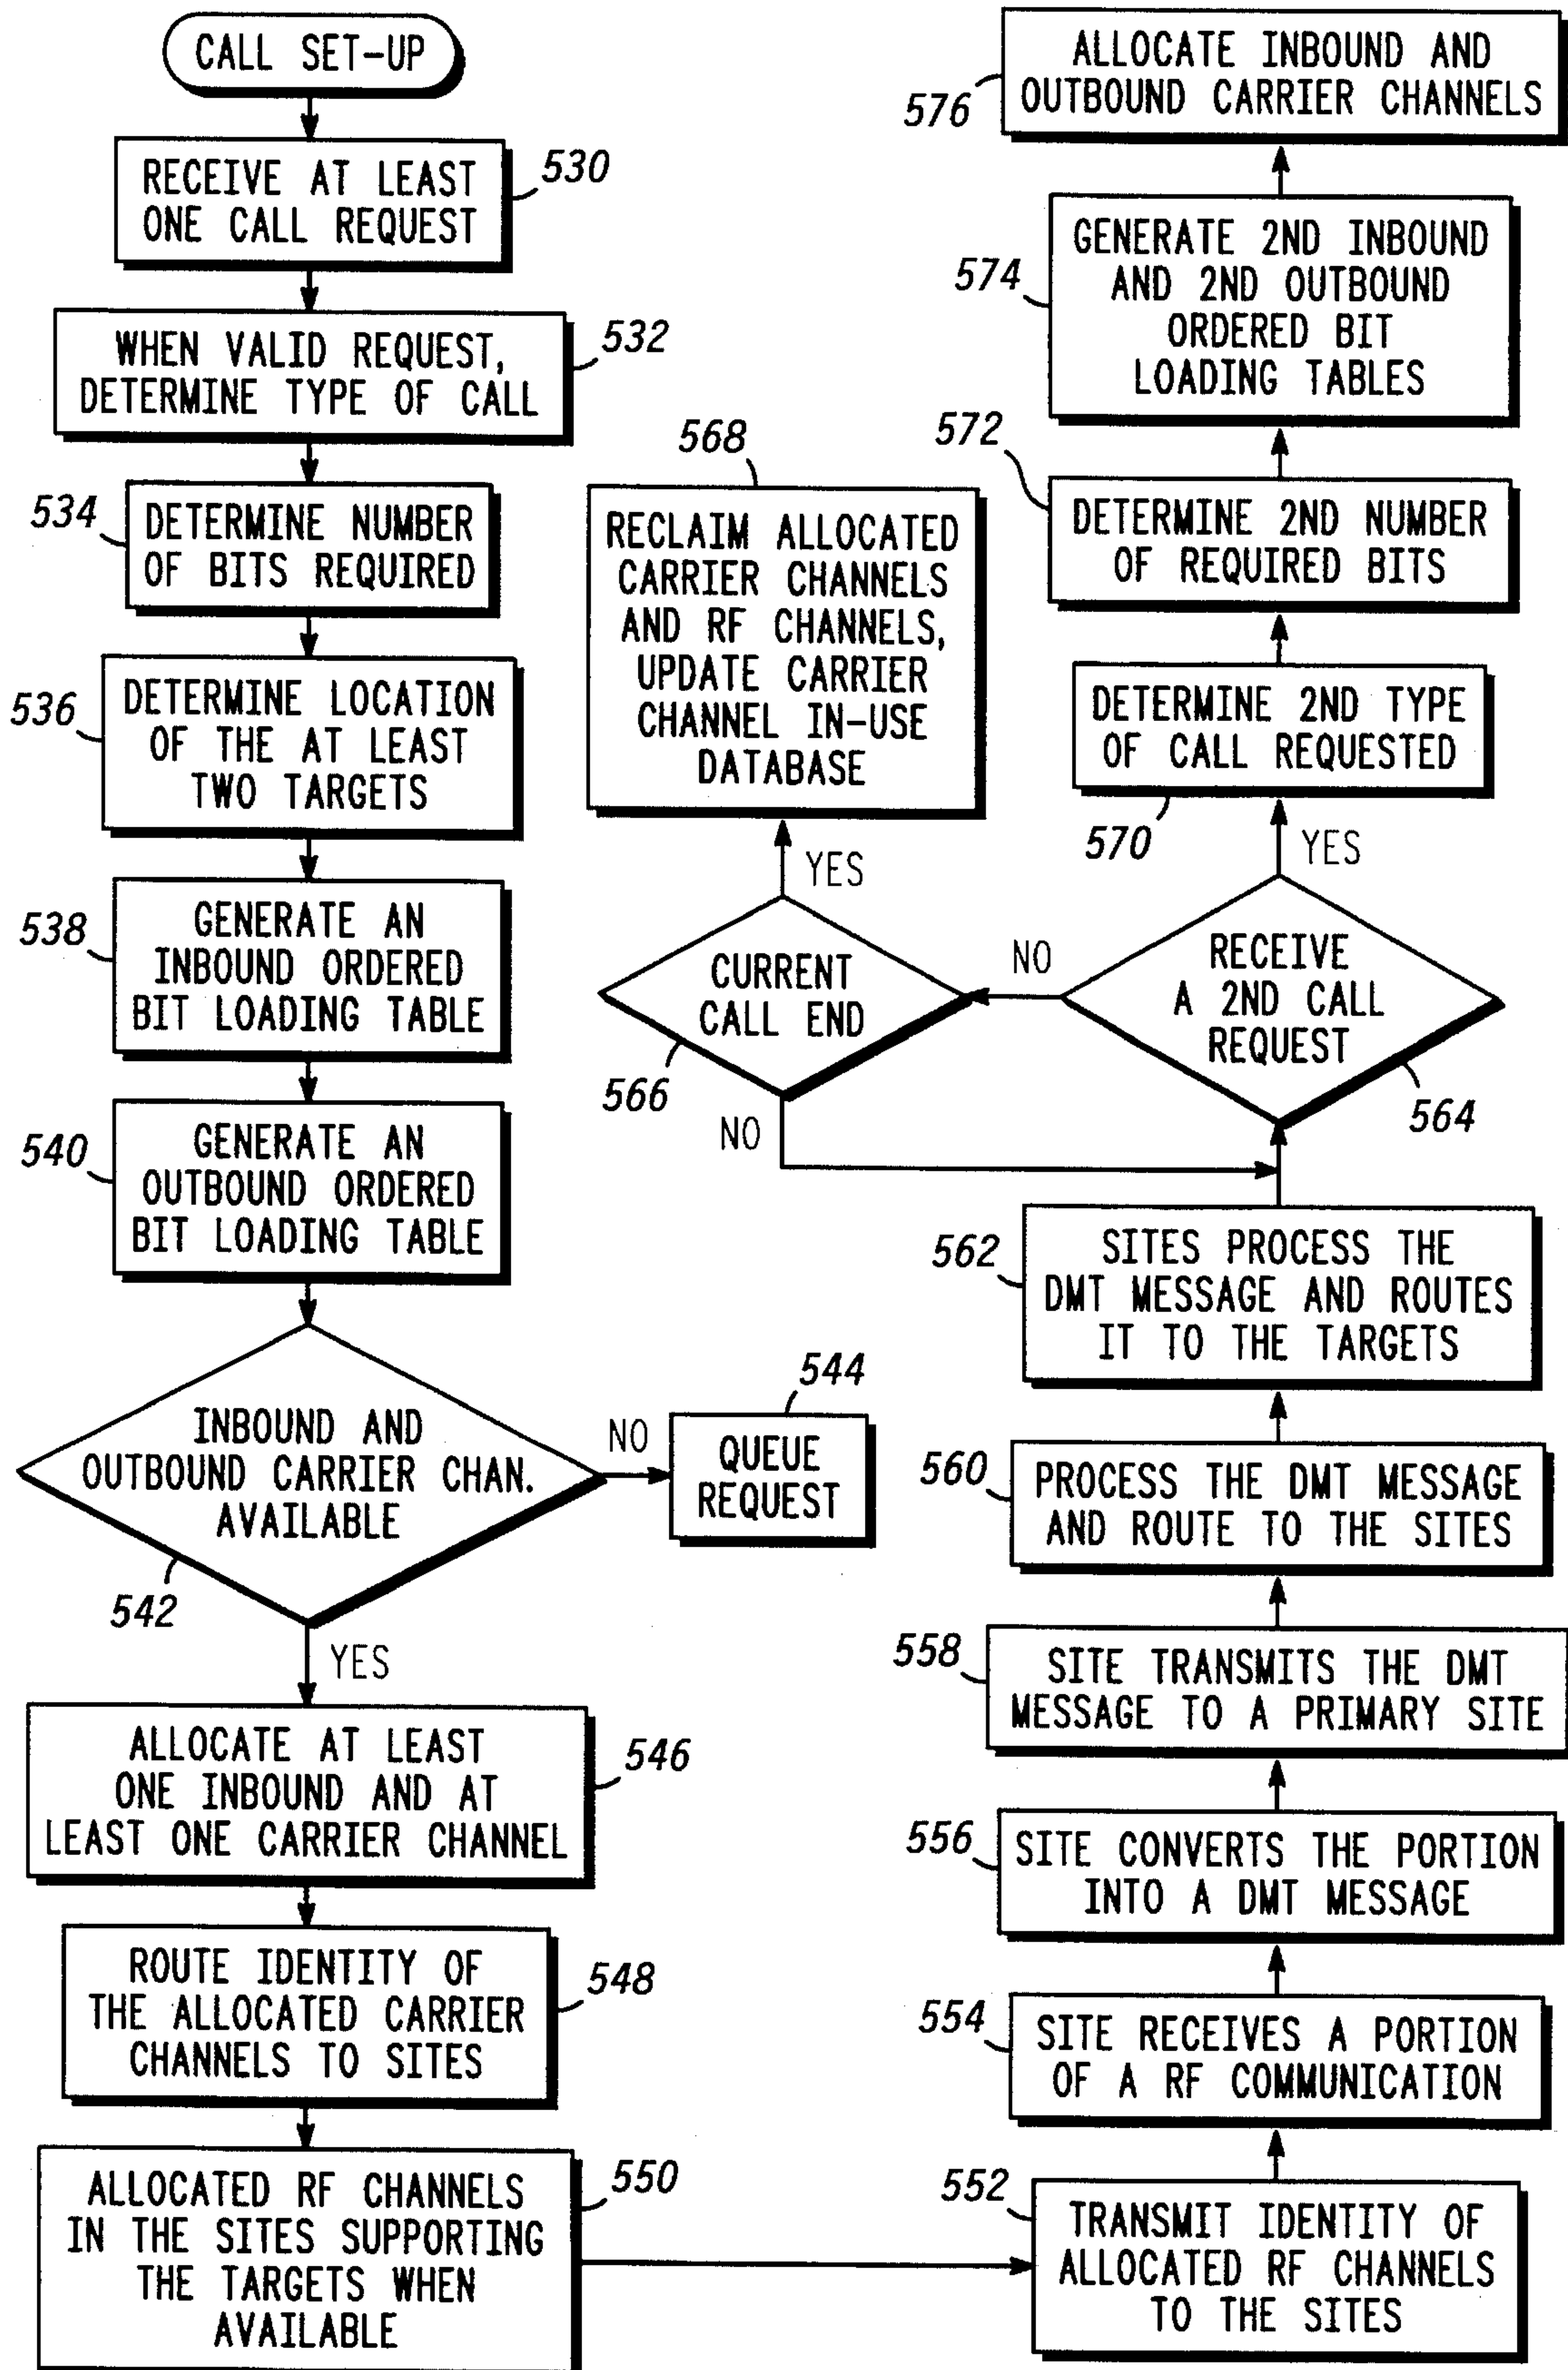 CALL SET-UP
RECEIVE AT LEAST
ONE CALL REQUEST
530
WHEN VALID REQUEST,
DETERMINE TYPE OF CALL
532
534
DETERMINE NUMBER
OF BITS REQUIRED
536
DETERMINE LOCATION
OF THE AT LEAST
TWO TARGETS
538
GENERATE AN
INBOUND ORDERED
BIT LOADING TABLE
540
GENERATE AN
OUTBOUND ORDERED
BIT LOADING TABLE
INBOUND AND
OUTBOUND CARRIER CHAN.
AVAILABLE
542
NO
544
QUEUE
REQUEST
YES
ALLOCATE AT LEAST
ONE INBOUND AND AT
LEAST ONE CARRIER CHANNEL
546
ROUTE IDENTITY OF
THE ALLOCATED CARRIER
CHANNELS TO SITES
548
ALLOCATED RF CHANNELS
IN THE SITES SUPPORTING
THE TARGETS WHEN
AVAILABLE
550
552
TRANSMIT IDENTITY OF
ALLOCATED RF CHANNELS
TO THE SITES
554
SITE RECEIVES A PORTION
OF A RF COMMUNICATION
556
SITE CONVERTS THE PORTION
INTO A DMT MESSAGE
558
SITE TRANSMITS THE DMT
MESSAGE TO A PRIMARY SITE
560
PROCESS THE DMT MESSAGE
AND ROUTE TO THE SITES
562
SITES PROCESS THE
DMT MESSAGE AND ROUTES
IT TO THE TARGETS
RECEIVE
A 2ND CALL
REQUEST
564
NO
CURRENT
CALL END
566
NO
YES
568
RECLAIM ALLOCATED
CARRIER CHANNELS
AND RF CHANNELS,
UPDATE CARRIER
CHANNEL IN-USE
DATABASE
YES
570
DETERMINE 2ND TYPE
OF CALL REQUESTED
572
DETERMINE 2ND NUMBER
OF REQUIRED BITS
574
GENERATE 2ND INBOUND
AND 2ND OUTBOUND
ORDERED BIT
LOADING TABLES
576
ALLOCATE INBOUND AND
OUTBOUND CARRIER CHANNELS